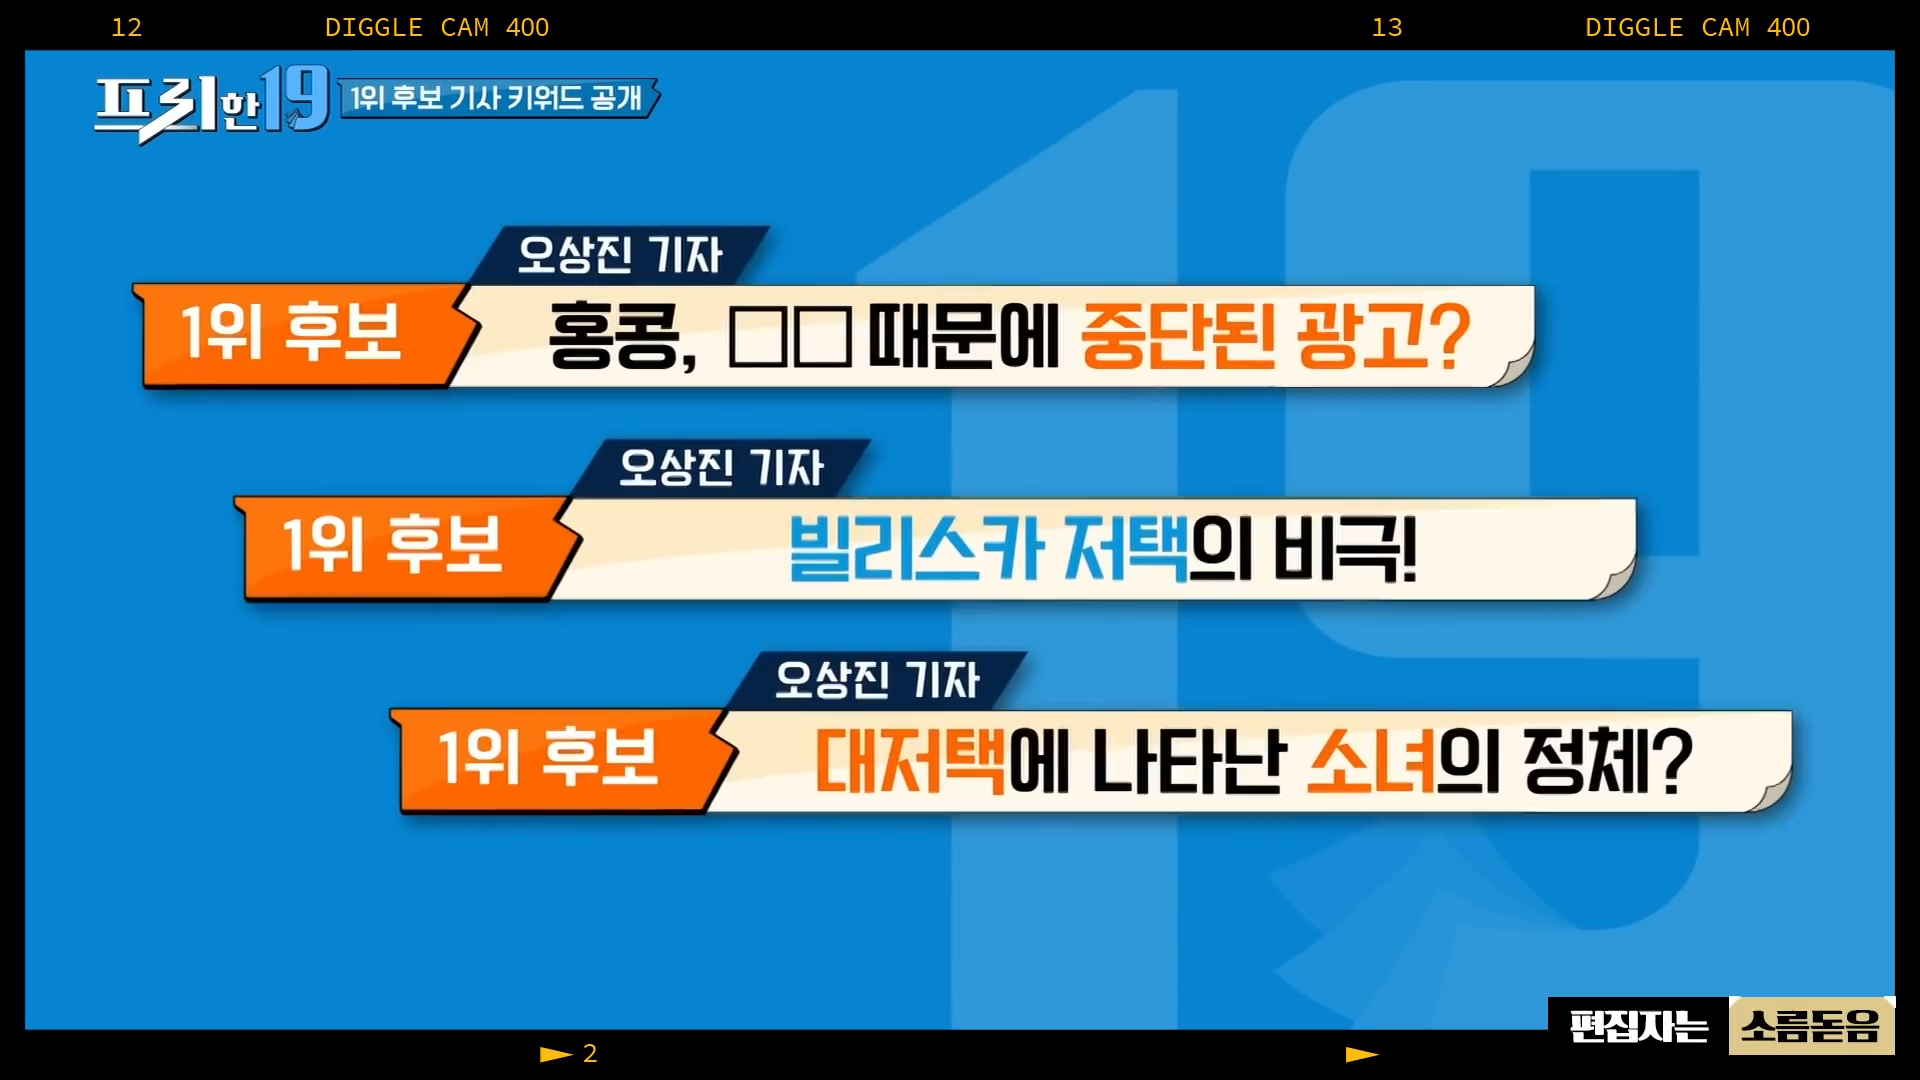 12 DIGGLE CAM 400 13 DIGGLE CAM 400
프리한19 1위 후보 기사 키워드 공개
오상진 기자
1위 후보 홍콩, □□ 때문에 중단된 광고?
오상진 기자
1위 후보 빌리스카 저택의 비극!
오상진 기자
1위 후보 대저택에 나타난 소녀의 정체?
편집자는 소름돋음
2